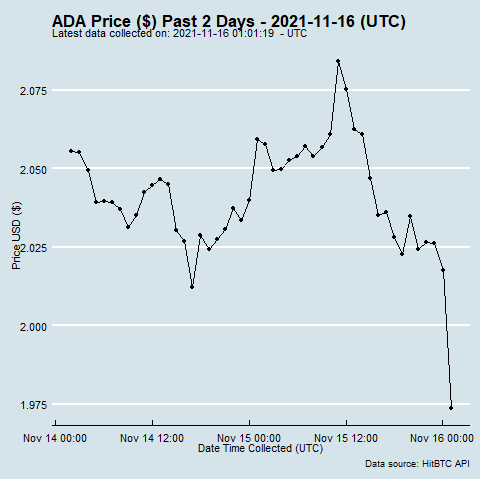 ADA Price ($) Past 2 Days - 2021-11-16 (UTC)
Latest data collected on: 2021-11-16 01:01:19 - UTC
2.075
2.050
2.025
2.000
1.975
Price USD ($)
Nov 14 00:00 Nov 14 12:00 Nov 15 00:00 Nov 15 12:00 Nov 16 00:00
Date Time Collected (UTC)
Data source: HitBTC API